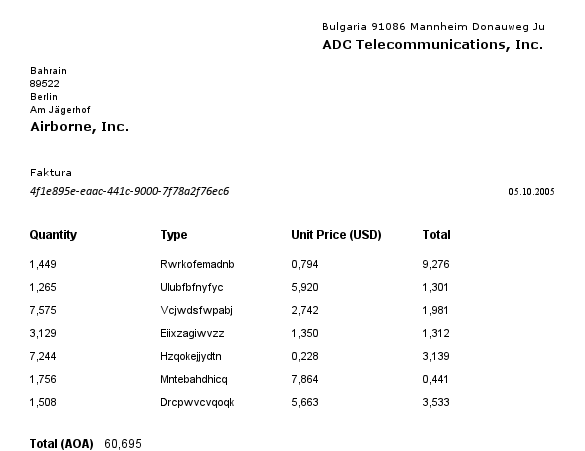 Bulgaria 91086 Mannheim Donauweg Ju
ADC Telecommunications, Inc.
Bahrain
89522
Berlin
Am Jägerhof
Airborne, Inc.
Faktura
4f1e895e-eaac-441c-9000-7f78a2f76ec6 05.10.2005
Quantity Type Unit Price (USD) Total
1,449 Rwrkofemadnb 0,794 9,276
1,265 Ulubfbfnyfyc 5,920 1,301
7,575 Vcjwdsfwpabj 2,742 1,981
3,129 Eiixzagiwvzz 1,350 1,312
7,244 Hzqokejjydtn 0,228 3,139
1,756 Mntebahdhicq 7,864 0,441
1,508 Drcpwvcvqoqk 5,663 3,533
Total (AOA) 60,695